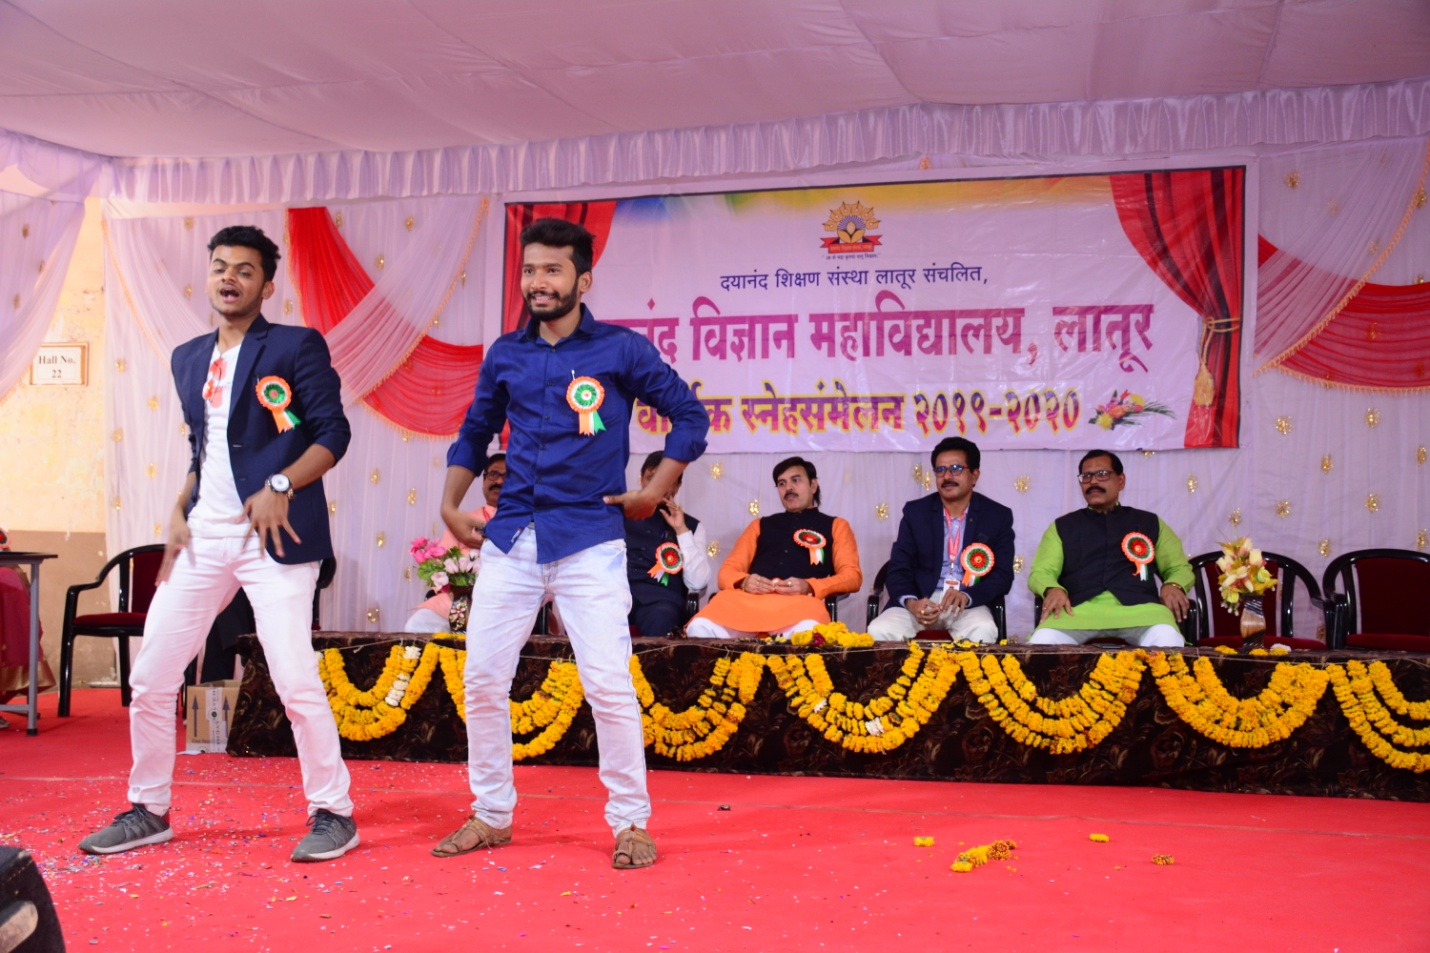 दयानंद शिक्षण संस्था लातूर संचलित,
विज्ञान महाविद्यालय, लातूर
स्नेहसंमेलन २०१९-२०२०
Hall No.
22